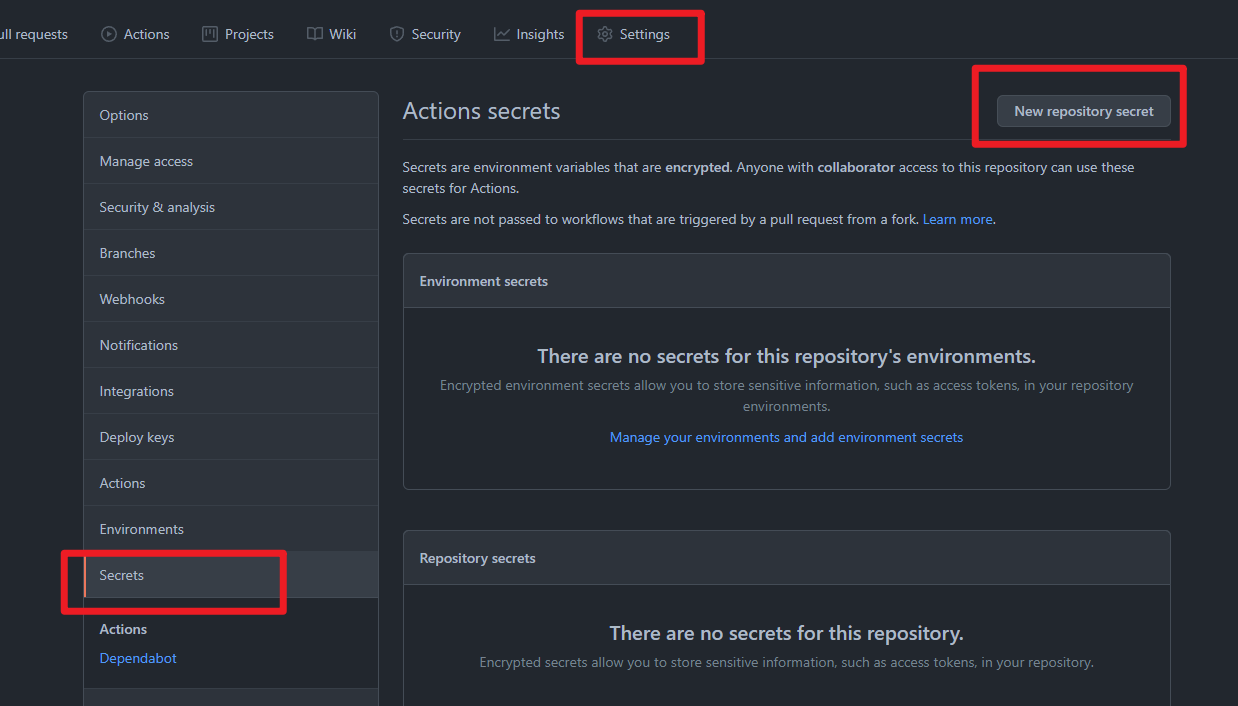 ull requests
Actions
Projects
Wiki
Security
Insights
Settings
Options
Manage access
Security & analysis
Branches
Webhooks
Notifications
Integrations
Deploy keys
Actions
Environments
Secrets
Actions
Dependabot
Actions secrets
New repository secret
Secrets are environment variables that are encrypted. Anyone with collaborator access to this repository can use these
secrets for Actions.
Secrets are not passed to workflows that are triggered by a pull request from a fork. Learn more.
Environment secrets
There are no secrets for this repository's environments.
Encrypted environment secrets allow you to store sensitive information, such as access tokens, in your repository
environments.
Manage your environments and add environment secrets
Repository secrets
There are no secrets for this repository.
Encrypted secrets allow you to store sensitive information, such as access tokens, in your repository.